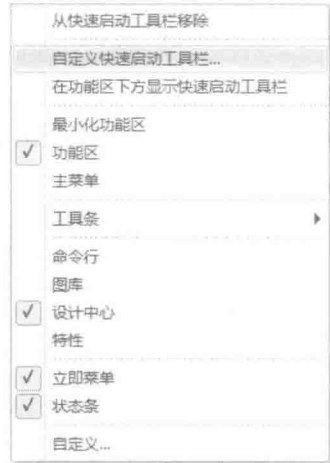 从快速启动工具栏移除
自定义快速启动工具栏...
在功能区下方显示快速启动工具栏
最小化功能区
功能区
主菜单
工具条
命令行
图库
设计中心
特性
立即菜单
状态条
自定义...